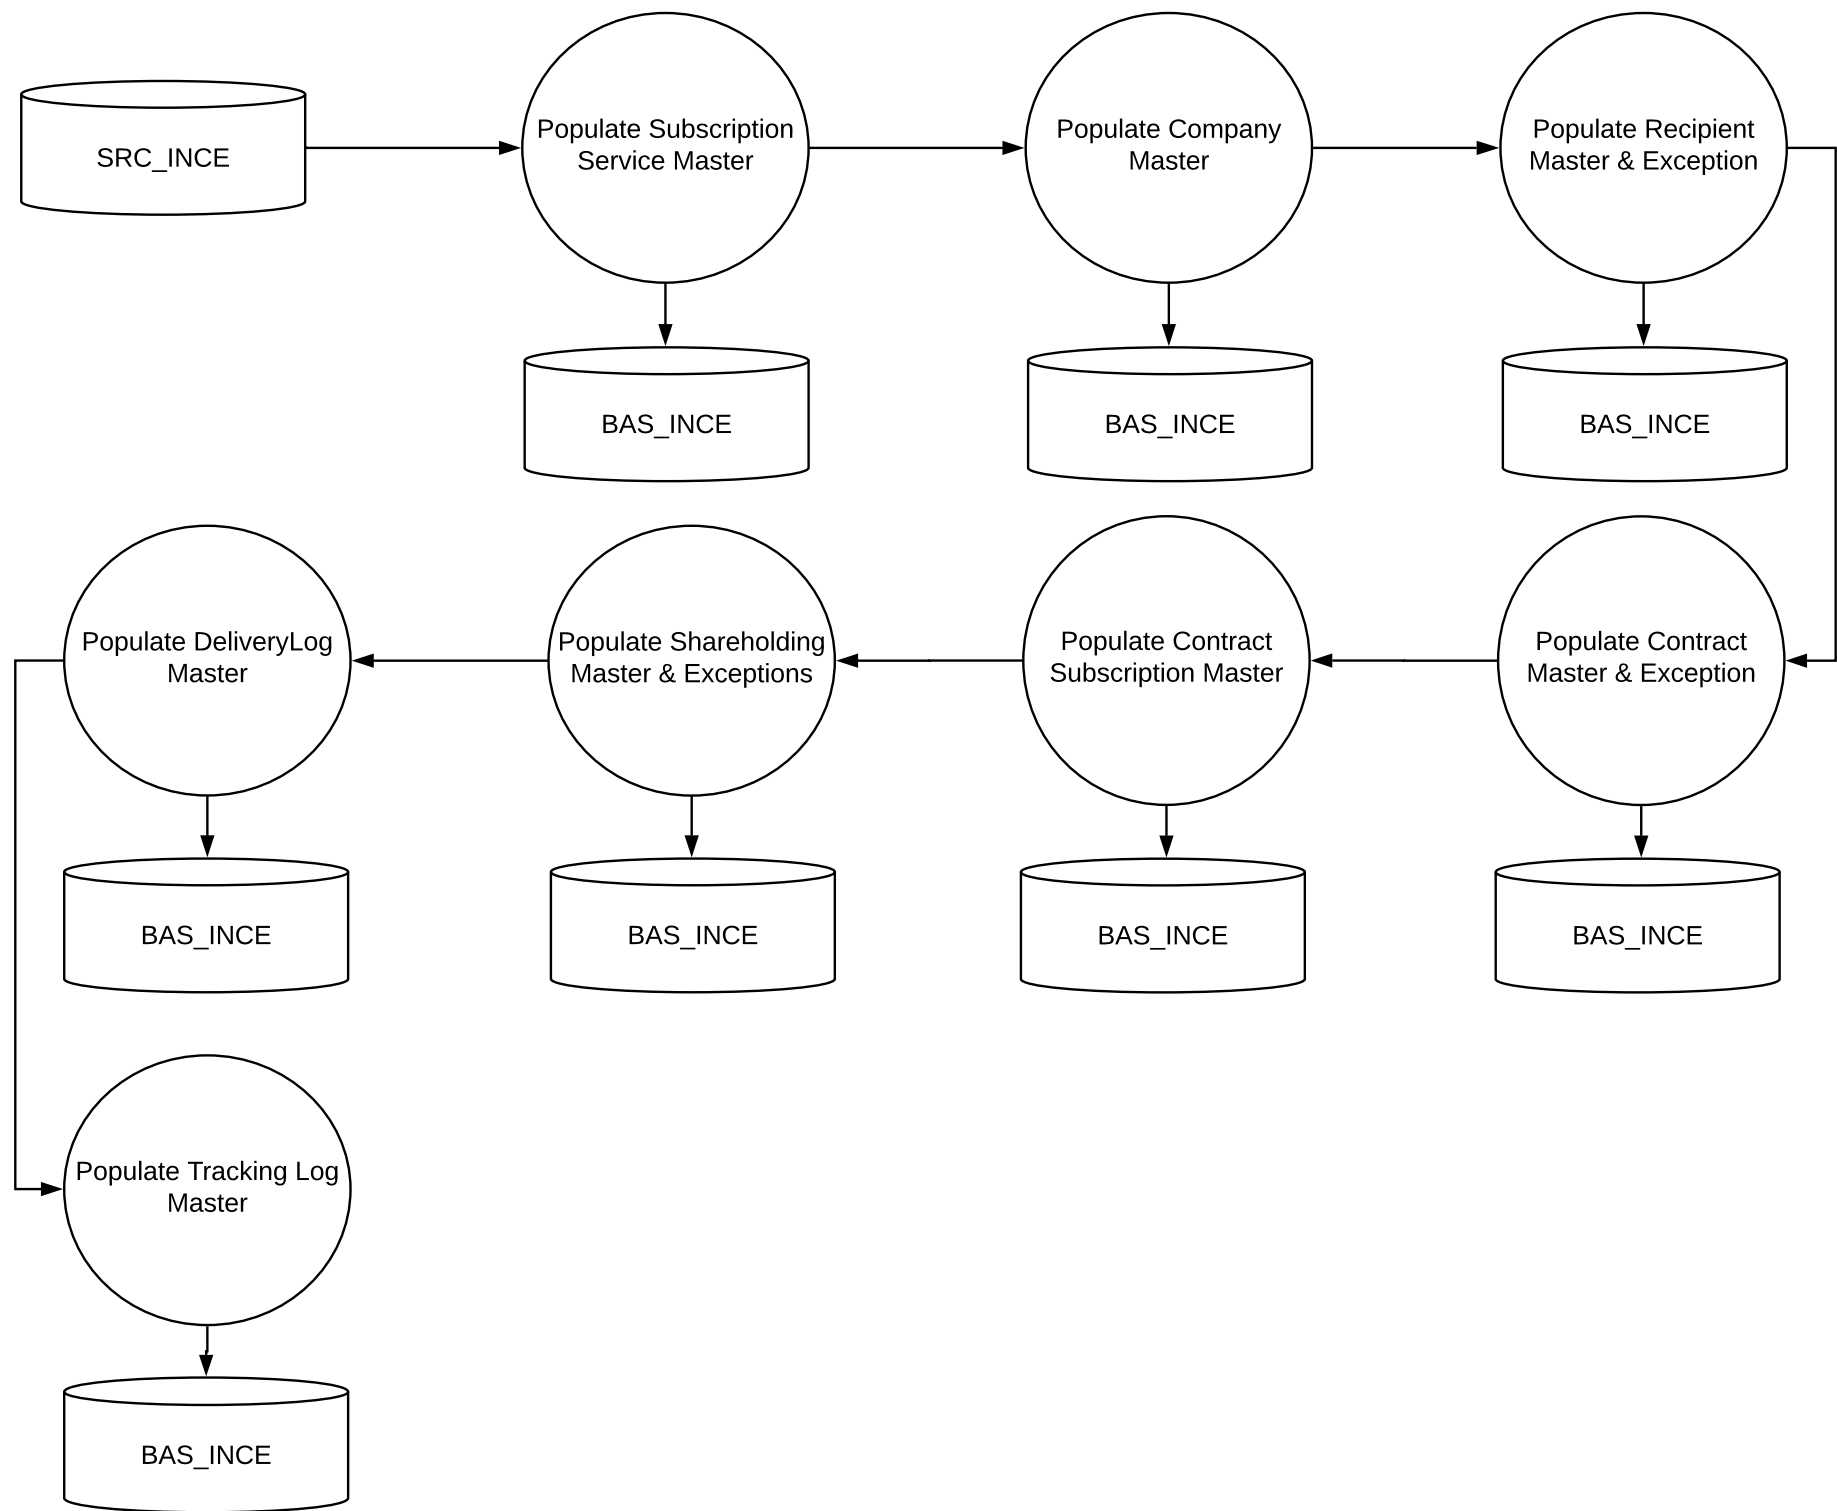 SRC_INCE
Populate Subscription
Service Master
Populate Company
Master
Populate Recipient
Master & Exception
BAS_INCE
BAS_INCE
BAS_INCE
Populate DeliveryLog
Master
Populate Shareholding
Master & Exceptions
Populate Contract
Subscription Master
Populate Contract
Master & Exception
BAS_INCE
BAS_INCE
BAS_INCE
BAS_INCE
Populate Tracking Log
Master
BAS_INCE